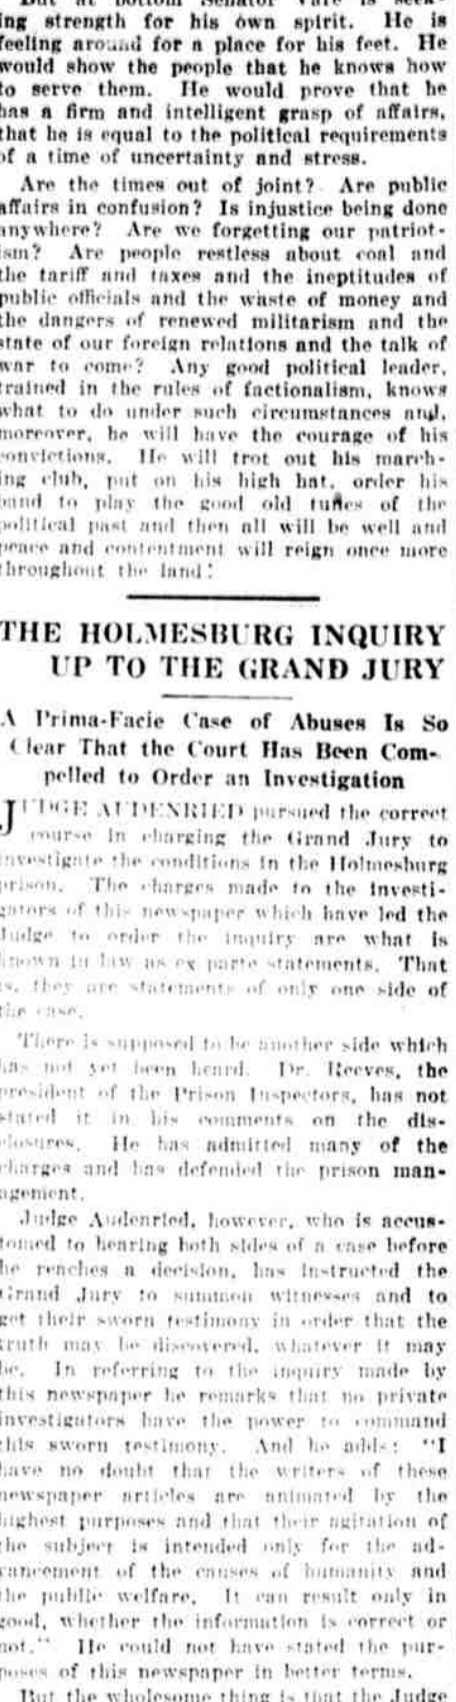 But at bottom Senator Vare is seek-
ing strength for his own spirit. He is
feeling around for a place for his feet. He
would show the people that he knows how
to serve them. He would prove that he
has a firm and intelligent grasp of affairs,
that he is equal to the political requirements
of a time of uncertainty and stress.
Are the times out of joint? Are public
affairs in confusion? Is injustice being done
anywhere? Are we forgetting our patriot-
ism? Are people restless about coal and
the tariff and taxes and the ineptitudes of
public officials and the waste of money and
the dangers of renewed militarism and the
state of our foreign relations and the talk of
war to come? Any good political leader,
trained in the rules of factionalism, knows
what to do under such circumstances and,
moreover, he will have the courage of his
convictions. He will trot out his march-
ing club, put on his high hat, order his
band to play the good old tunes of the
political past and then all will be well and
peace and contentment will reign once more
throughout the land!
THE HOLMESBURG INQUIRY
UP TO THE GRAND JURY
A Prima-Facie Case of Abuses Is So
Clear That the Court Has Been Com-
pelled to Order an Investigation
JUDGE AUDENRIED pursued the correct
course in charging the Grand Jury to
investigate the conditions in the Holmesburg
prison. The charges made to the investi-
gators of this newspaper which have led the
Judge to order the inquiry are what is
known in law as ex parte statements. That
is, they are statements of only one side of
the case.
There is supposed to be another side which
has not yet been heard. Dr. Reeves, the
president of the Prison Inspectors, has not
stated it in his comments on the dis-
closures. He has admitted many of the
charges and has defended the prison man-
agement.
Judge Audenried, however, who is accus-
tomed to hearing both sides of a case before
he reaches a decision, has instructed the
Grand Jury to summon witnesses and to
get their sworn testimony in order that the
truth may be discovered, whatever it may
be. In referring to the inquiry made by
this newspaper he remarks that no private
investigators have the power to command
this sworn testimony. And he adds: "I
have no doubt that the writers of these
newspaper articles are animated by the
highest purposes and that their agitation of
the subject is intended only for the ad-
vancement of the causes of humanity and
the public welfare. It can result only in
good, whether the information is correct or
not." He could not have stated the pur-
poses of this newspaper in better terms.
But the wholesome thing is that the Judge